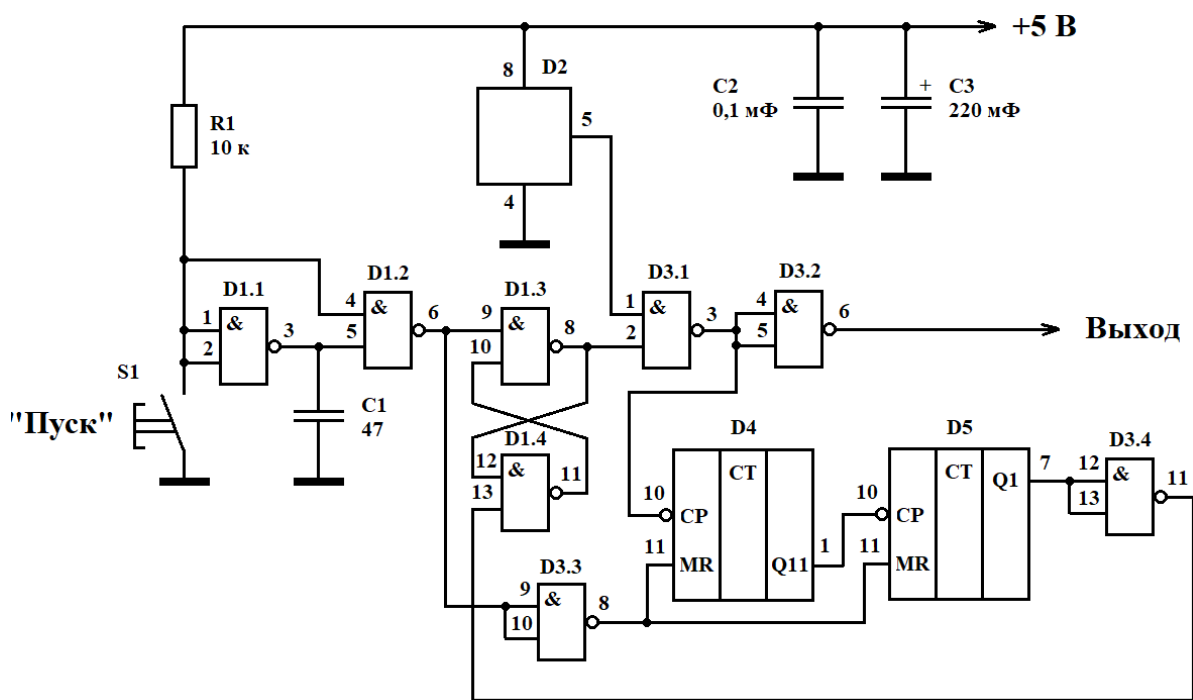 +5 В
8
D2
5
4
R1
10 к
C2
0,1 мФ
+
C3
220 мФ
D1.1
1
2
&
3
D1.2
4
5
&
6
D1.3
9
10
&
8
D3.1
1
2
&
3
D3.2
4
5
&
6
Выход
S1
"Пуск"
C1
47
D1.4
12
13
&
11
D4
10
CP
CT
11
MR
Q11
1
D5
10
CP
CT
Q1
7
11
MR
D3.4
12
13
&
11
D3.3
9
10
&
8